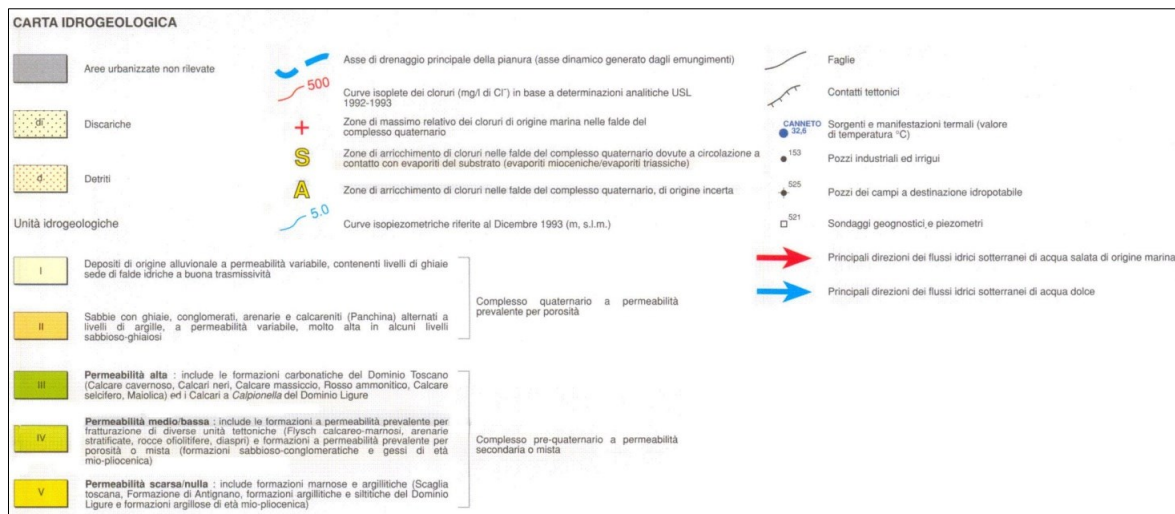 CARTA IDROGEOLOGICA
Aree urbanizzate non rilevate
di
Discariche
d
Detriti
Unità idrogeologiche
Asse di drenaggio principale della pianura (asse dinamico generato dagli emungimenti)
500
Curve isoplete dei cloruri (mg/l di Cl⁻) in base a determinazioni analitiche USL
1992-1993
+
Zone di massimo relativo dei cloruri di origine marina nelle falde del
complesso quaternario
S
Zone di arricchimento di cloruri nelle falde del complesso quaternario dovute a circolazione a
contatto con evaporiti del substrato (evaporiti mioceniche/evaporiti triassiche)
A
Zone di arricchimento di cloruri nelle falde del complesso quaternario, di origine incerta
5.0
Curve isopiezometriche riferite al Dicembre 1993 (m, s.l.m.)
Faglie
Contatti tettonici
CANNETO
32,6
Sorgenti e manifestazioni termali (valore
di temperatura °C)
153
Pozzi industriali ed irrigui
525
Pozzi dei campi a destinazione idropotabile
521
Sondaggi geognostici e piezometri
Principali direzioni dei flussi idrici sotterranei di acqua salata di origine marina
Principali direzioni dei flussi idrici sotterranei di acqua dolce
I
Depositi di origine alluvionale a permeabilità variabile, contenenti livelli di ghiaie
sede di falde idriche a buona trasmissività
II
Sabbie con ghiaie, conglomerati, arenarie e calcareniti (Panchina) alternati a
livelli di argille, a permeabilità variabile, molto alta in alcuni livelli
sabbioso-ghiaiosi
Complesso quaternario a permeabilità
prevalente per porosità
III
Permeabilità alta : include le formazioni carbonatiche del Dominio Toscano
(Calcare cavernoso, Calcari neri, Calcare massiccio, Rosso ammonitico, Calcare
selcifero, Maiolica) ed i Calcari a Calpionella del Dominio Ligure
IV
Permeabilità medio/bassa : include le formazioni a permeabilità prevalente per
fratturazione di diverse unità tettoniche (Flysch calcareo-marnosi, arenarie
stratificate, rocce ofiolitifere, diaspri) e formazioni a permeabilità prevalente per
porosità o mista (formazioni sabbioso-conglomeratiche e gessi di età
mio-pliocenica)
V
Permeabilità scarsa/nulla : include formazioni marnose e argillitiche (Scaglia
toscana, Formazione di Antignano, formazioni argillitiche e siltitiche del Dominio
Ligure e formazioni argillose di età mio-pliocenica)
Complesso pre-quaternario a permeabilità
secondaria o mista